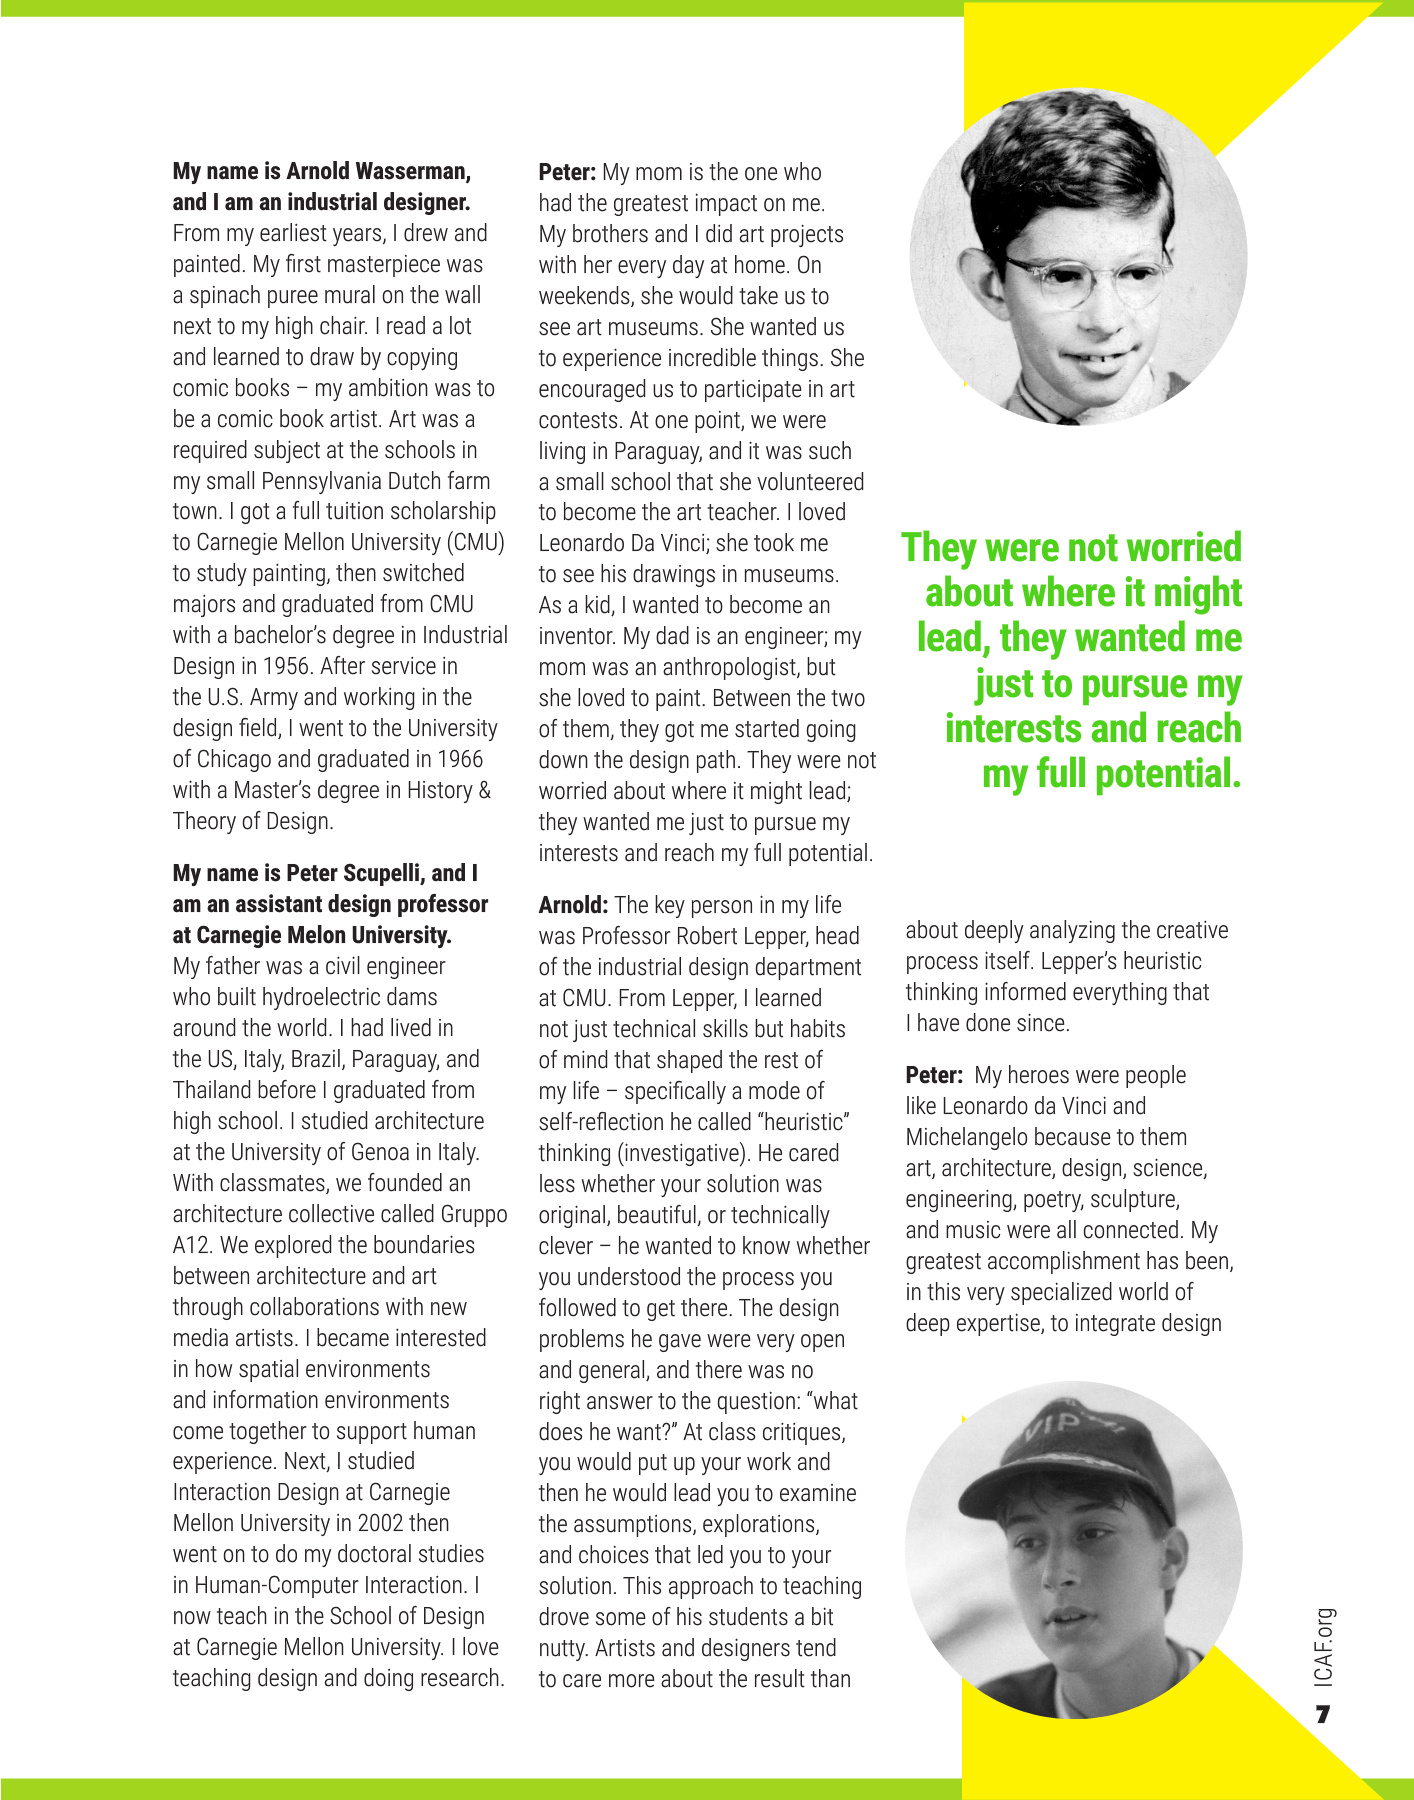 My name is Arnold Wasserman,
and I am an industrial designer.
From my earliest years, I drew and
painted. My first masterpiece was
a spinach puree mural on the wall
next to my high chair. I read a lot
and learned to draw by copying
comic books – my ambition was to
be a comic book artist. Art was a
required subject at the schools in
my small Pennsylvania Dutch farm
town. I got a full tuition scholarship
to Carnegie Mellon University (CMU)
to study painting, then switched
majors and graduated from CMU
with a bachelor’s degree in Industrial
Design in 1956. After service in
the U.S. Army and working in the
design field, I went to the University
of Chicago and graduated in 1966
with a Master’s degree in History &
Theory of Design.
My name is Peter Scupelli, and I
am an assistant design professor
at Carnegie Melon University.
My father was a civil engineer
who built hydroelectric dams
around the world. I had lived in
the US, Italy, Brazil, Paraguay, and
Thailand before I graduated from
high school. I studied architecture
at the University of Genoa in Italy.
With classmates, we founded an
architecture collective called Gruppo
A12. We explored the boundaries
between architecture and art
through collaborations with new
media artists. I became interested
in how spatial environments
and information environments
come together to support human
experience. Next, I studied
Interaction Design at Carnegie
Mellon University in 2002 then
went on to do my doctoral studies
in Human-Computer Interaction. I
now teach in the School of Design
at Carnegie Mellon University. I love
teaching design and doing research.
Peter: My mom is the one who
had the greatest impact on me.
My brothers and I did art projects
with her every day at home. On
weekends, she would take us to
see art museums. She wanted us
to experience incredible things. She
encouraged us to participate in art
contests. At one point, we were
living in Paraguay, and it was such
a small school that she volunteered
to become the art teacher. I loved
Leonardo Da Vinci; she took me
to see his drawings in museums.
As a kid, I wanted to become an
inventor. My dad is an engineer; my
mom was an anthropologist, but
she loved to paint. Between the two
of them, they got me started going
down the design path. They were not
worried about where it might lead;
they wanted me just to pursue my
interests and reach my full potential.
Arnold: The key person in my life
was Professor Robert Lepper, head
of the industrial design department
at CMU. From Lepper, I learned
not just technical skills but habits
of mind that shaped the rest of
my life – specifically a mode of
self-reflection he called “heuristic”
thinking (investigative). He cared
less whether your solution was
original, beautiful, or technically
clever – he wanted to know whether
you understood the process you
followed to get there. The design
problems he gave were very open
and general, and there was no
right answer to the question: “what
does he want?” At class critiques,
you would put up your work and
then he would lead you to examine
the assumptions, explorations,
and choices that led you to your
solution. This approach to teaching
drove some of his students a bit
nutty. Artists and designers tend
to care more about the result than
They were not worried
about where it might
lead, they wanted me
just to pursue my
interests and reach
my full potential.
about deeply analyzing the creative
process itself. Lepper’s heuristic
thinking informed everything that
I have done since.
Peter: My heroes were people
like Leonardo da Vinci and
Michelangelo because to them
art, architecture, design, science,
engineering, poetry, sculpture,
and music were all connected. My
greatest accomplishment has been,
in this very specialized world of
deep expertise, to integrate design
VIP
ICAF.org
7